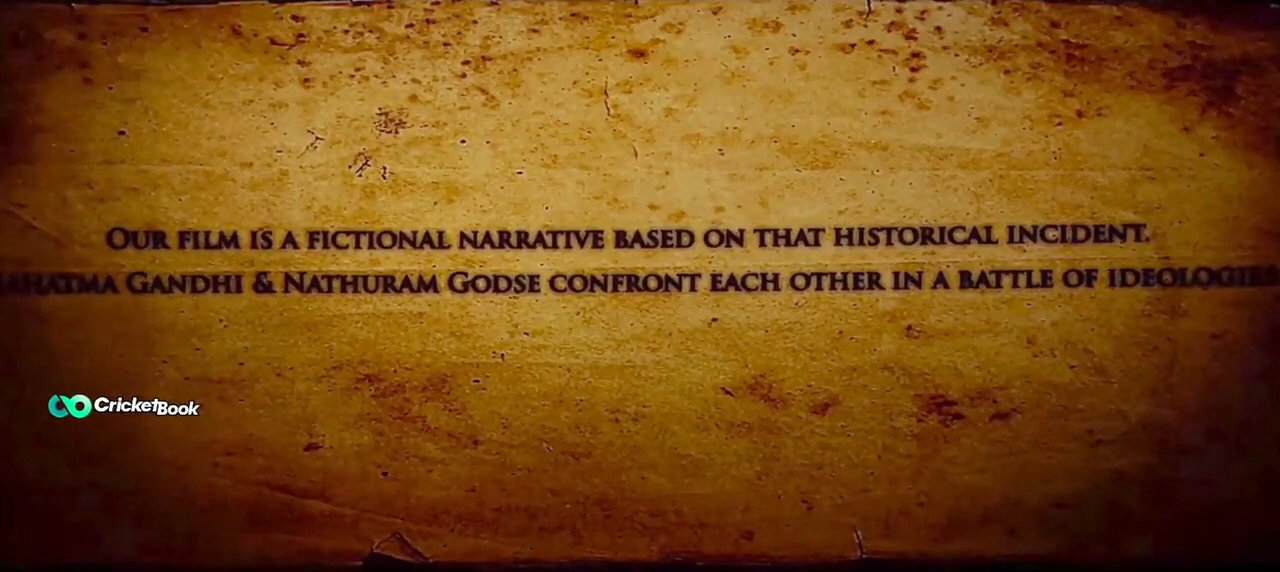 OUR FILM IS A FICTIONAL NARRATIVE BASED ON THAT HISTORICAL INCIDENT.
GANDHI & NATHURAM GODSE CONFRONT EACH OTHER IN A BATTLE OF IDEOLOGIES
CricketBook